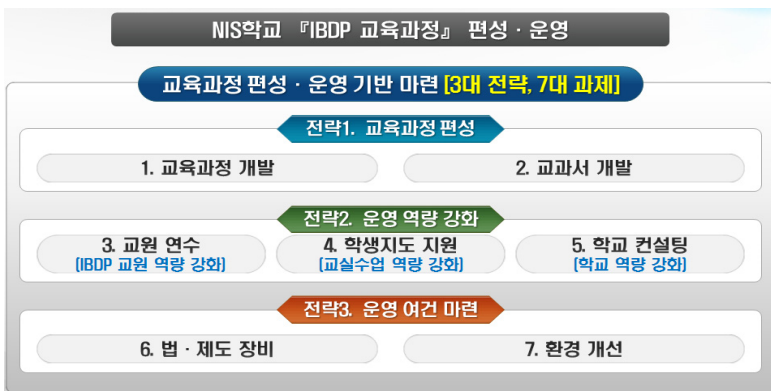 NIS학교 『IBDP 교육과정』 편성 · 운영
교육과정 편성 · 운영 기반 마련 [3대 전략, 7대 과제]
전략1. 교육과정 편성
1. 교육과정 개발
2. 교과서 개발
전략2. 운영 역량 강화
3. 교원 연수
(IBDP 교원 역량 강화)
4. 학생지도 지원
(교실수업 역량 강화)
5. 학교 컨설팅
(학교 역량 강화)
전략3. 운영 여건 마련
6. 법 · 제도 장비
7. 환경 개선